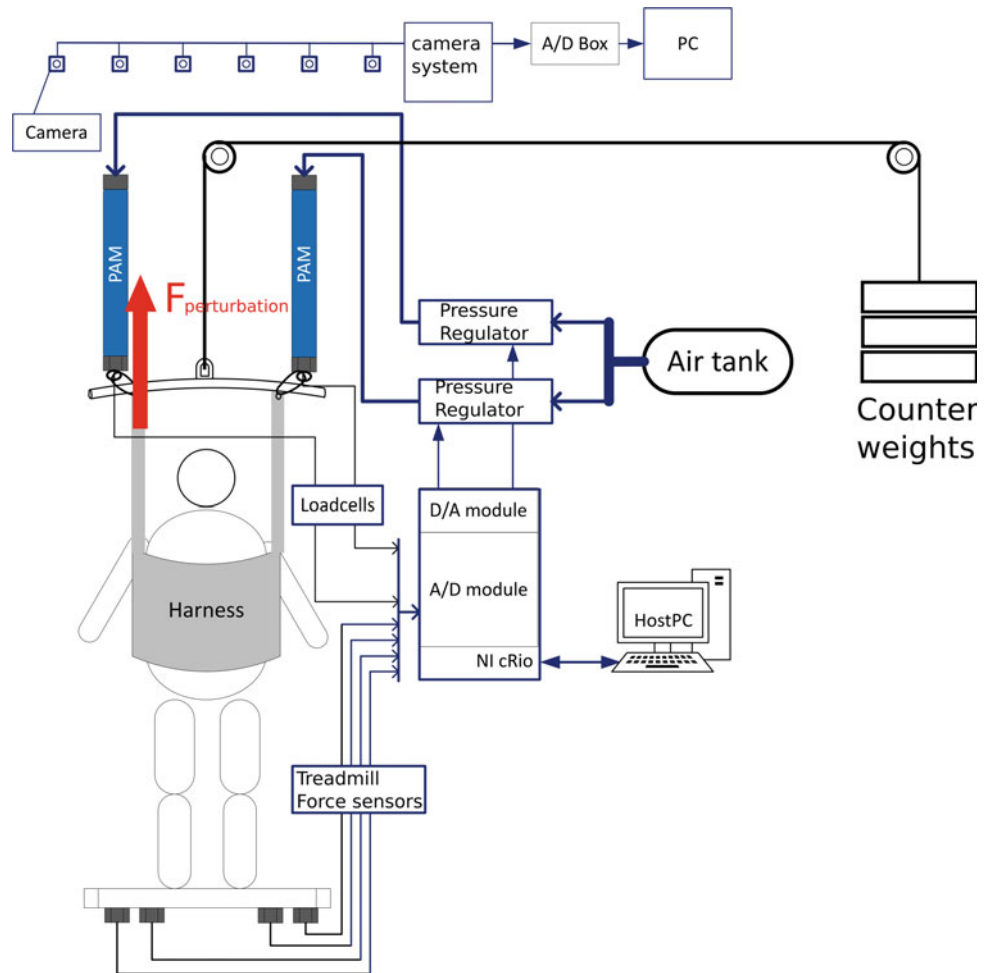 camera
system
A/D Box
PC
Camera
PAM
PAM
Fperturbation
Pressure
Regulator
Pressure
Regulator
Air tank
Counter
weights
Loadcells
D/A module
A/D module
NI cRio
HostPC
Harness
Treadmill
Force sensors